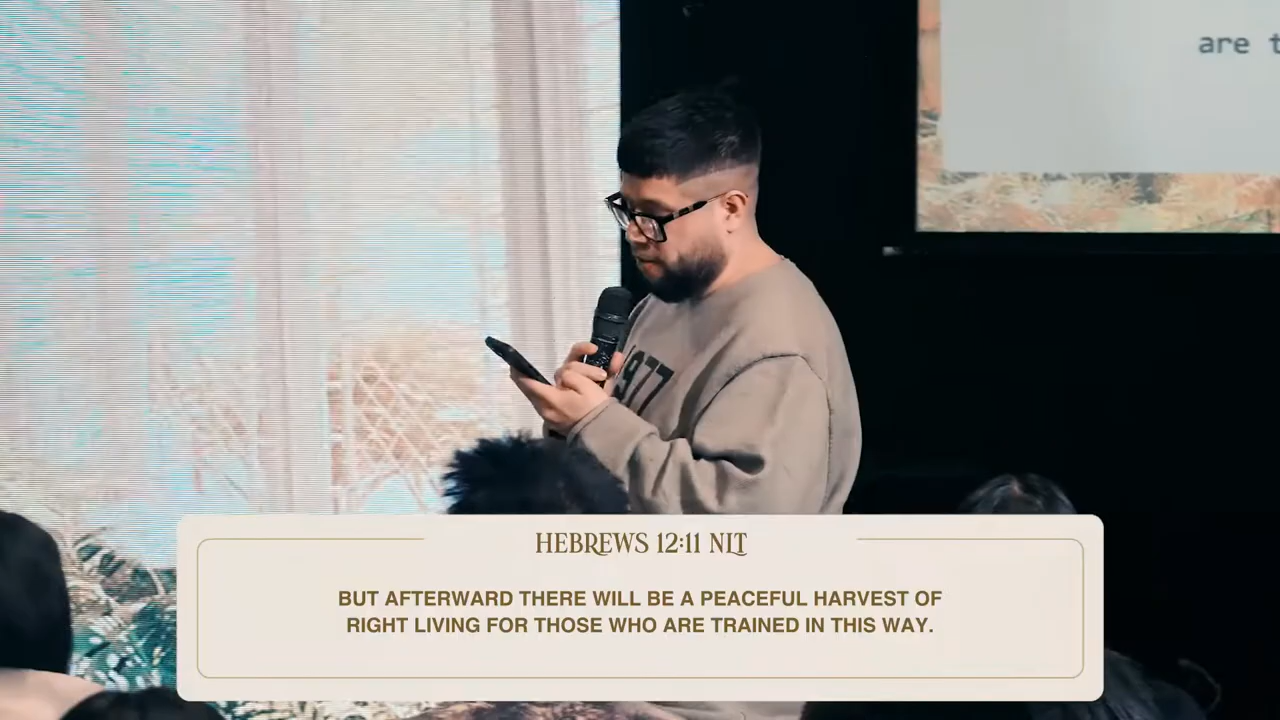 are
977
HEBREWS 12:11 NLT
BUT AFTERWARD THERE WILL BE A PEACEFUL HARVEST OF
RIGHT LIVING FOR THOSE WHO ARE TRAINED IN THIS WAY.